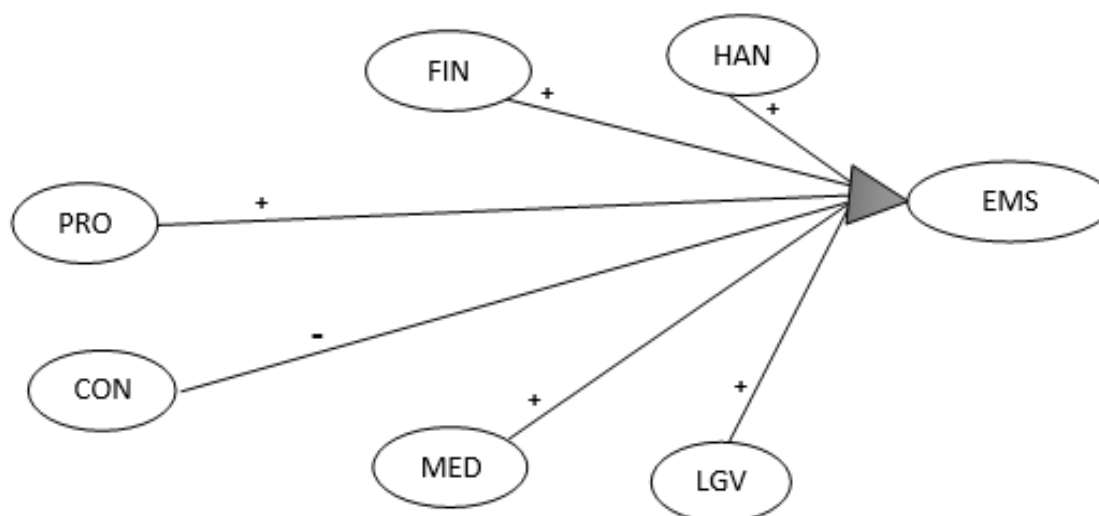 HAN
+
FIN
+
EMS
PRO
+
-
CON
+
+
MED
LGV